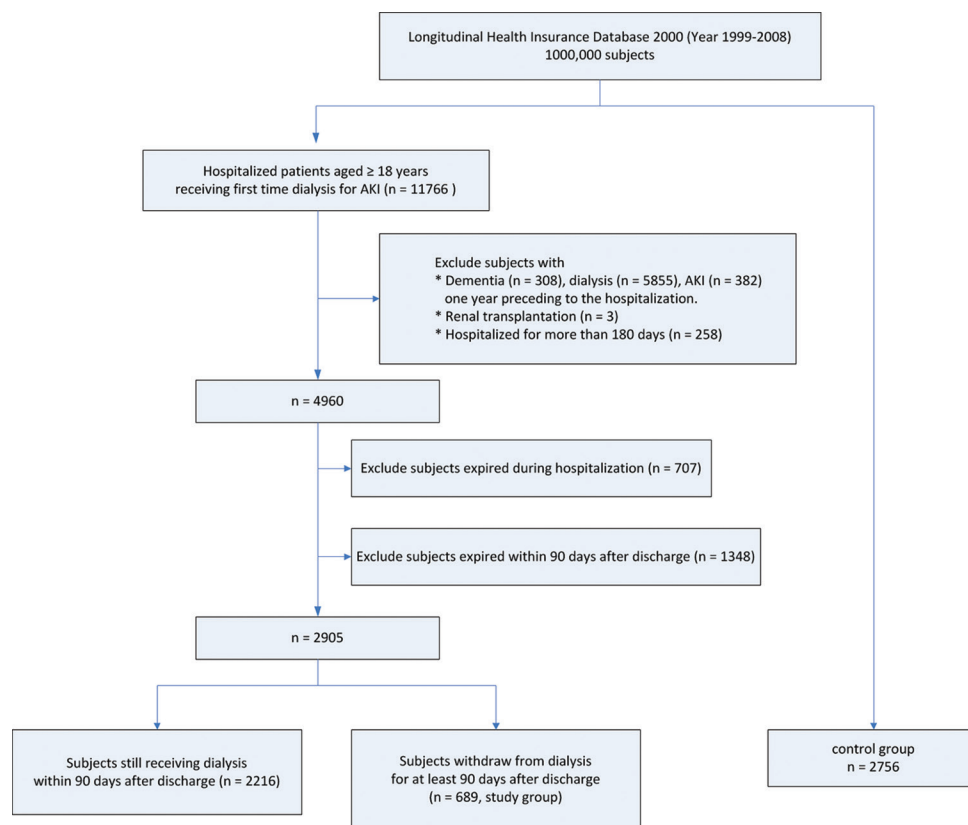 Longitudinal Health Insurance Database 2000 (Year 1999-2008)
1000,000 subjects
Hospitalized patients aged ≥ 18 years
receiving first time dialysis for AKI (n = 11766 )
Exclude subjects with
* Dementia (n = 308), dialysis (n = 5855), AKI (n = 382)
one year preceding to the hospitalization.
* Renal transplantation (n = 3)
* Hospitalized for more than 180 days (n = 258)
n = 4960
Exclude subjects expired during hospitalization (n = 707)
Exclude subjects expired within 90 days after discharge (n = 1348)
n = 2905
Subjects still receiving dialysis
within 90 days after discharge (n = 2216)
Subjects withdraw from dialysis
for at least 90 days after discharge
(n = 689, study group)
control group
n = 2756